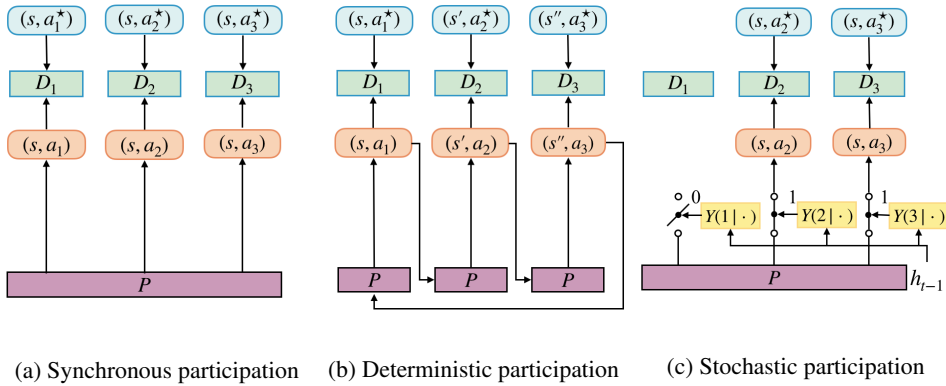 (s, a₁*) (s, a₂*) (s, a₃*) (s, a₁*) (s′, a₂*) (s″, a₃*) (s, a₂*) (s, a₃*)
D₁ D₂ D₃ D₁ D₂ D₃ D₁ D₂ D₃
(s, a₁) (s, a₂) (s, a₃) (s, a₁) (s′, a₂) (s″, a₃) (s, a₂) (s, a₃)
0 1 1
Y(1|·) Y(2|·) Y(3|·)
P P P P P hₜ₋₁
(a) Synchronous participation (b) Deterministic participation (c) Stochastic participation